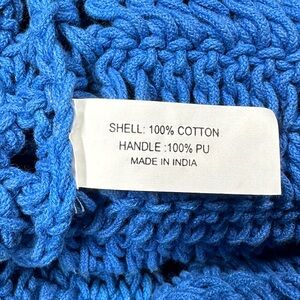 SHELL: 100% COTTON
HANDLE :100% PU
MADE IN INDIA